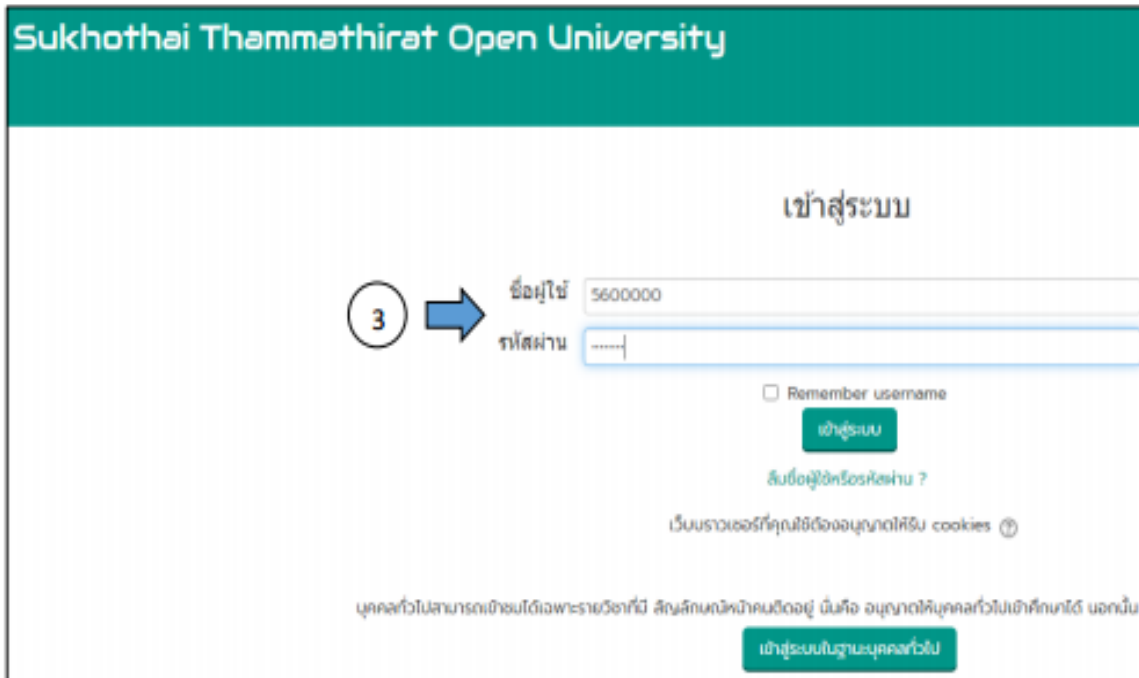 Sukhothai Thammathirat Open University
เข้าสู่ระบบ
3
ชื่อผู้ใช้ 5600000
รหัสผ่าน ------
Remember username
เข้าสู่ระบบ
ลืมชื่อผู้ใช้หรือรหัสผ่าน ?
เว็บบราวเซอร์ที่คุณใช้ต้องอนุญาตให้รับ cookies
บุคคลทั่วไปสามารถเข้าชมได้เฉพาะรายวิชาที่มี สัญลักษณ์หน้าคนติดอยู่ นั่นคือ อนุญาตให้บุคคลทั่วไปเข้าศึกษาได้ นอกนั้น
เข้าสู่ระบบในฐานะบุคคลทั่วไป